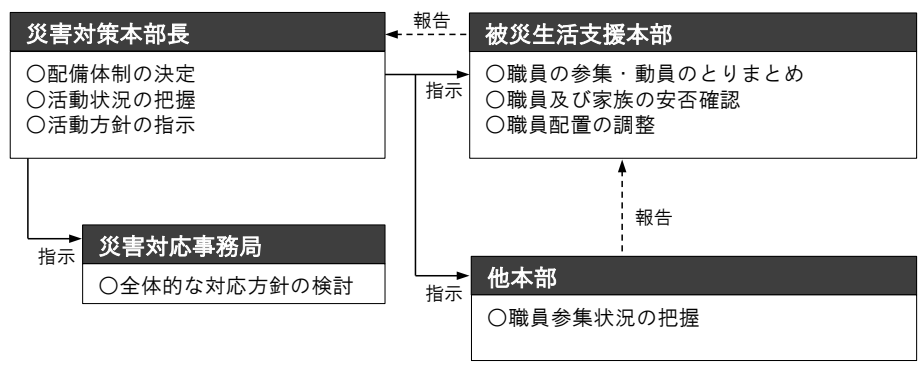 災害対策本部長
○配備体制の決定
○活動状況の把握
○活動方針の指示
報告
指示
被災生活支援本部
○職員の参集・動員のとりまとめ
○職員及び家族の安否確認
○職員配置の調整
報告
指示
災害対応事務局
○全体的な対応方針の検討
指示
他本部
○職員参集状況の把握